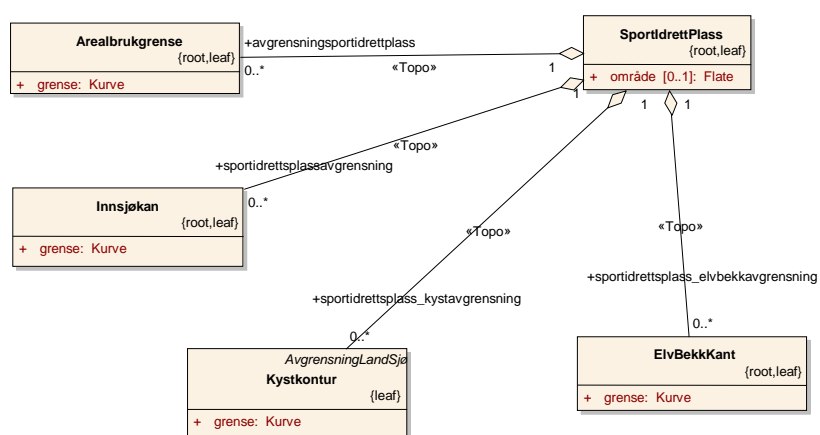 Arealbrukgrense
{root,leaf}
+ grense: Kurve
+avgrensningsportidrettplass
0..*
«Topo»
1
SportIdrettPlass
{root,leaf}
+ område [0..1]: Flate
1
1
1
«Topo»
+sportidrettsplassavgrensning
0..*
Innsjøkan
{root,leaf}
+ grense: Kurve
«Topo»
«Topo»
+sportidrettsplass_elvbekkavgrensning
+sportidrettsplass_kystavgrensning
0..*
0..*
AvgrensningLandSjø
Kystkontur
{leaf}
+ grense: Kurve
ElvBekkKant
{root,leaf}
+ grense: Kurve